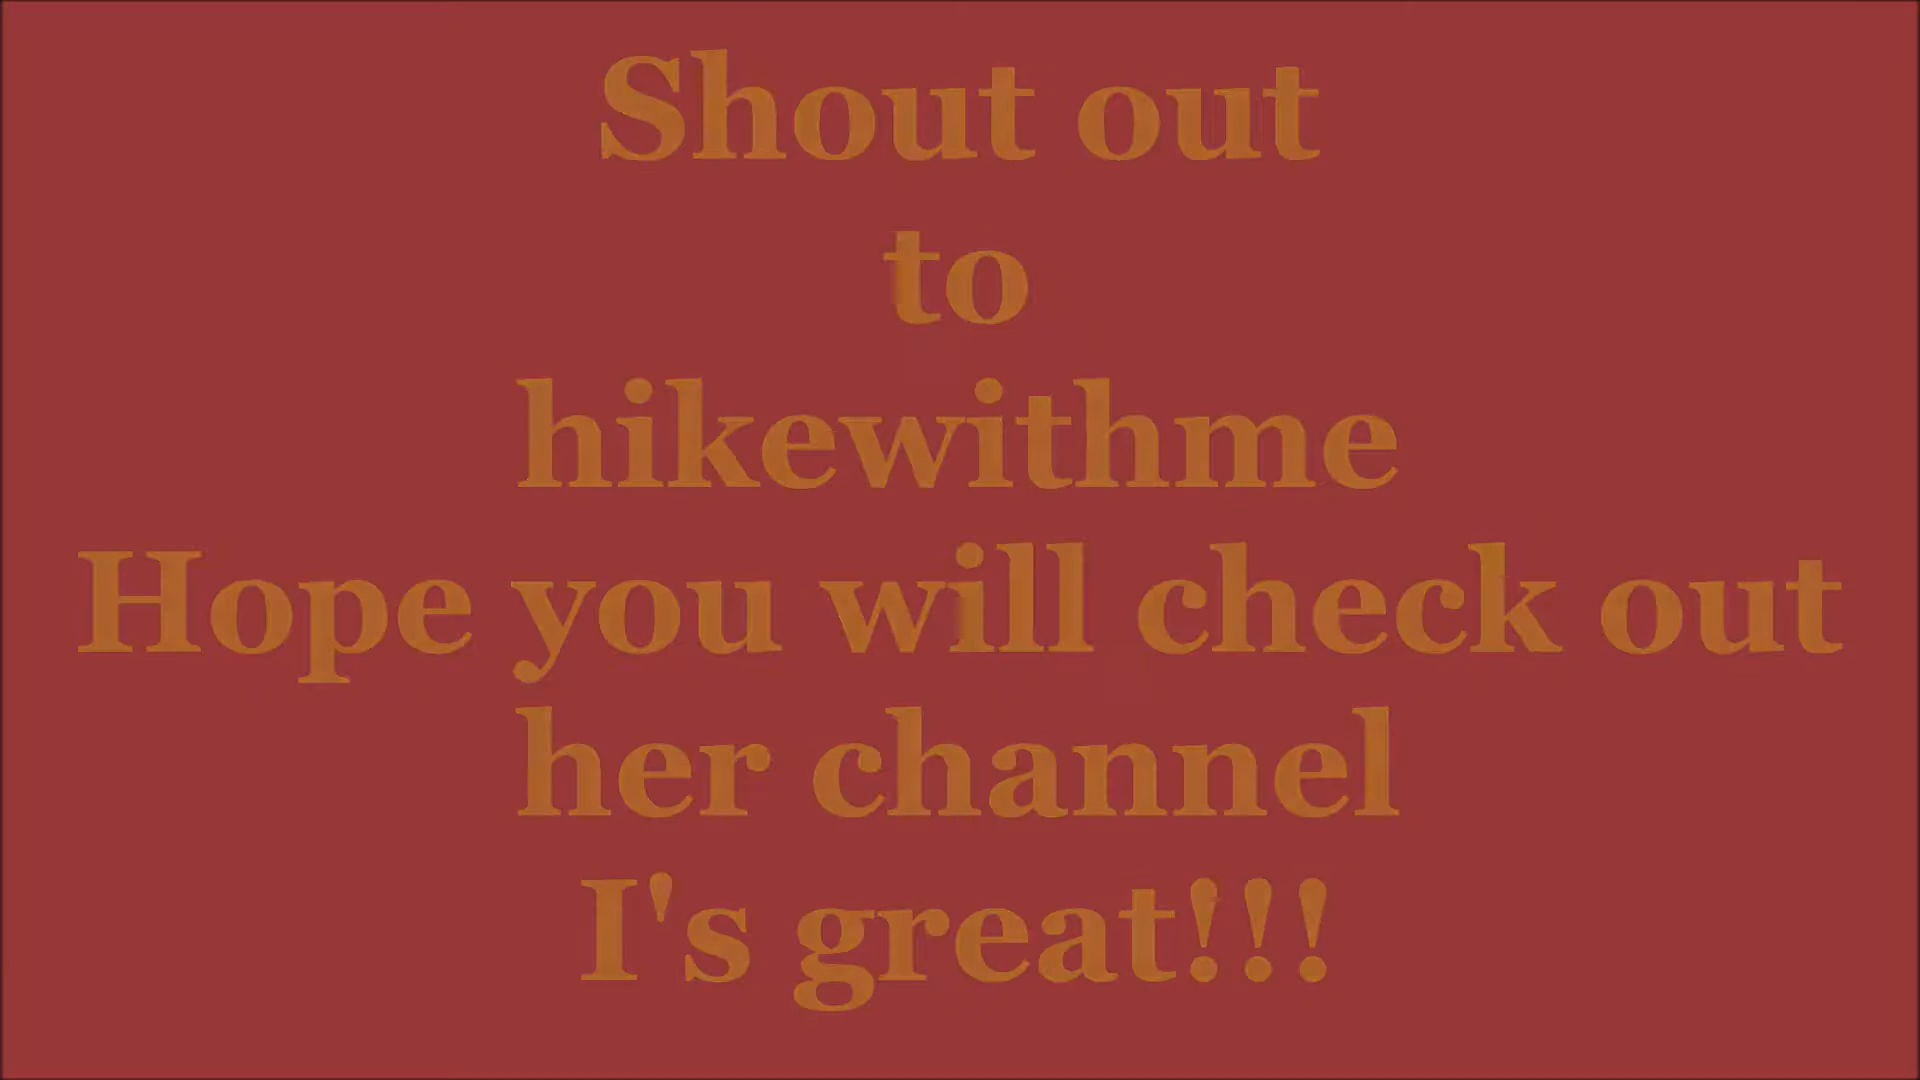 Shout out
to
hikewithme
Hope you will check out
her channel
I's great!!!